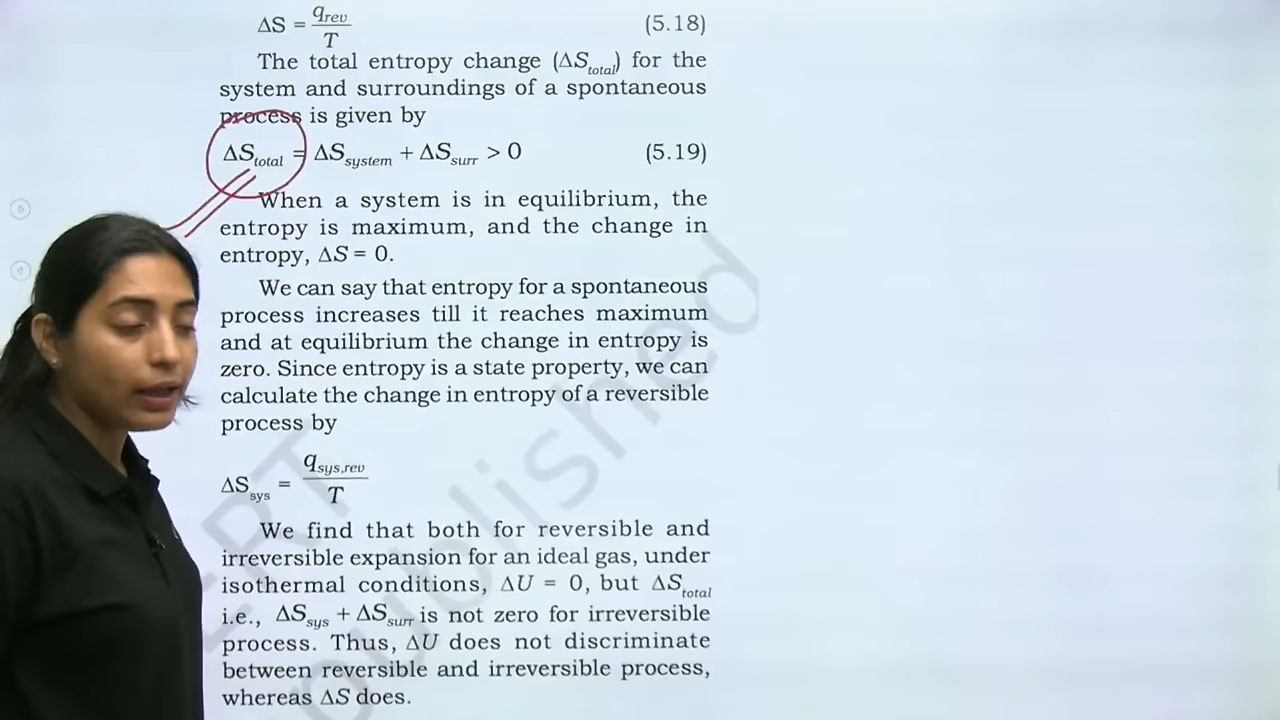 ΔS = q_rev / T (5.18)
The total entropy change (ΔS_total) for the
system and surroundings of a spontaneous
process is given by
ΔS_total = ΔS_system + ΔS_surr > 0 (5.19)
When a system is in equilibrium, the
entropy is maximum, and the change in
entropy, ΔS = 0.
We can say that entropy for a spontaneous
process increases till it reaches maximum
and at equilibrium the change in entropy is
zero. Since entropy is a state property, we can
calculate the change in entropy of a reversible
process by
ΔS_sys = q_sys,rev / T
We find that both for reversible and
irreversible expansion for an ideal gas, under
isothermal conditions, ΔU = 0, but ΔS_total
i.e., ΔS_sys + ΔS_surr is not zero for irreversible
process. Thus, ΔU does not discriminate
between reversible and irreversible process,
whereas ΔS does.